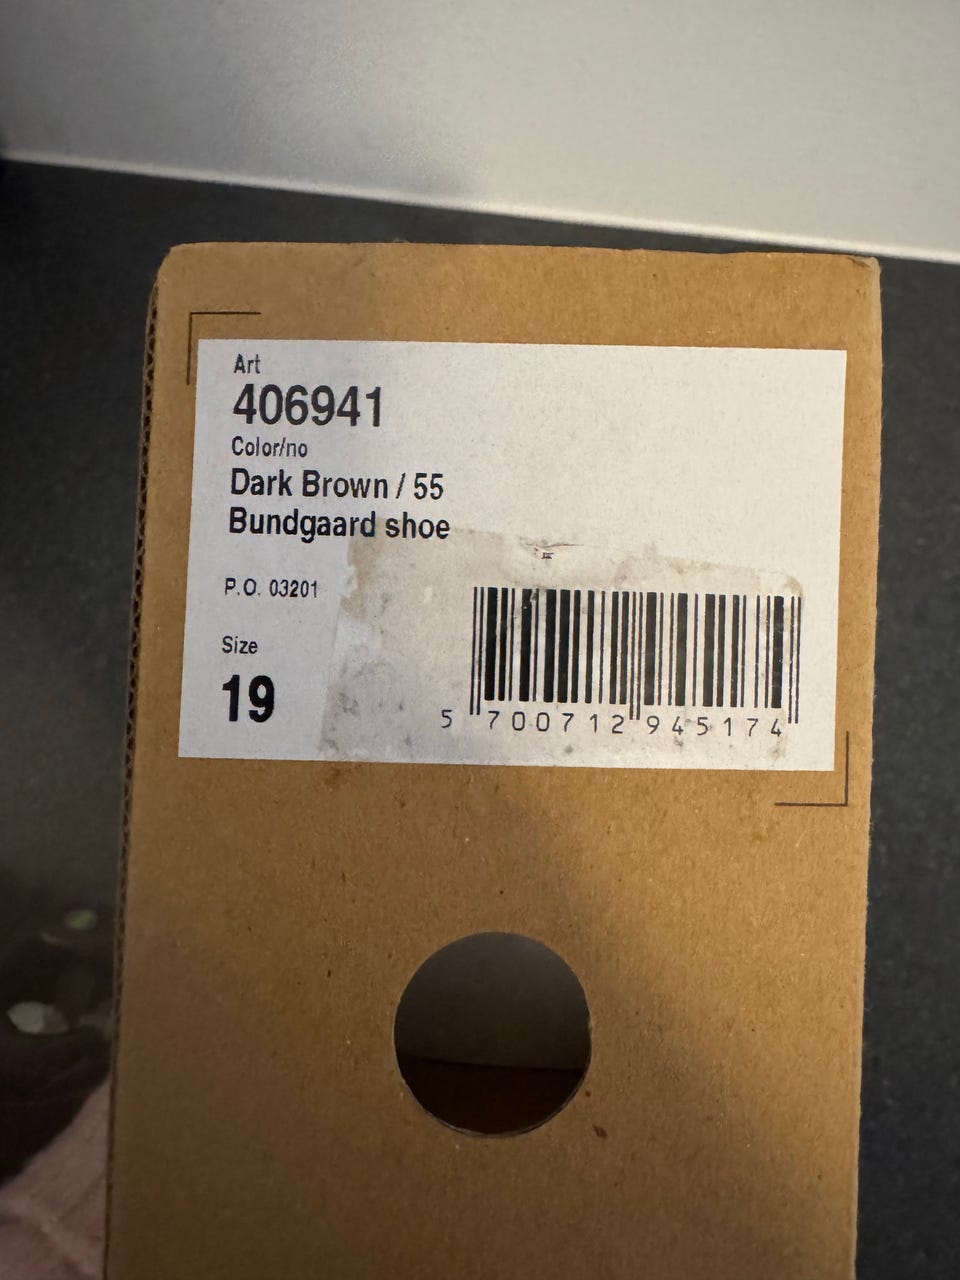 Art
406941
Color/no
Dark Brown / 55
Bundgaard shoe
P.O. 03201
Size
19
5 700712 945174